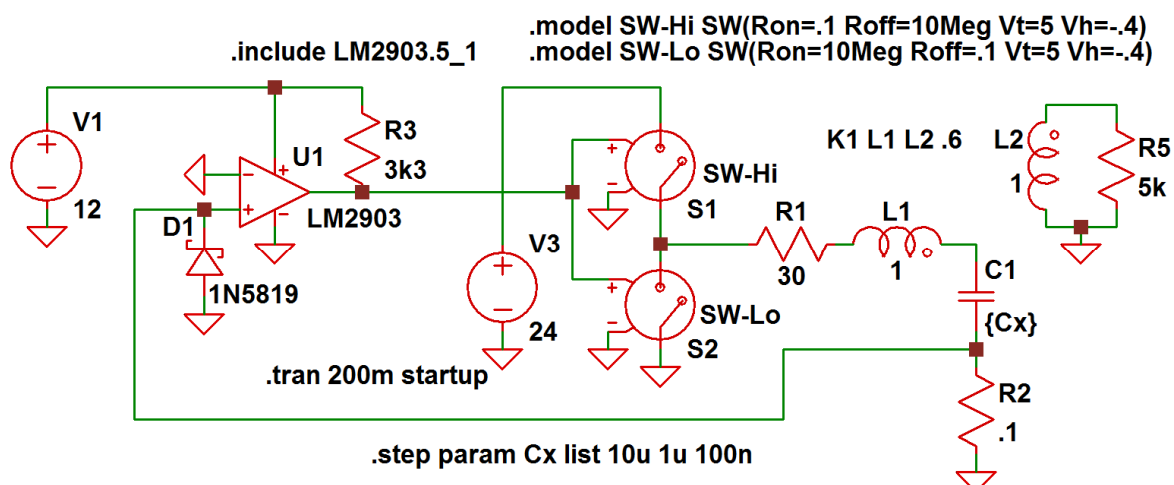 .model SW-Hi SW(Ron=.1 Roff=10Meg Vt=5 Vh=-.4)
.model SW-Lo SW(Ron=10Meg Roff=.1 Vt=5 Vh=-.4)
.include LM2903.5_1
V1
12
R3
3k3
U1
LM2903
D1
1N5819
SW-Hi
S1
V3
24
SW-Lo
S2
R1
30
L1
1
C1
{Cx}
K1 L1 L2 .6
L2
1
R5
5k
R2
.1
.tran 200m startup
.step param Cx list 10u 1u 100n